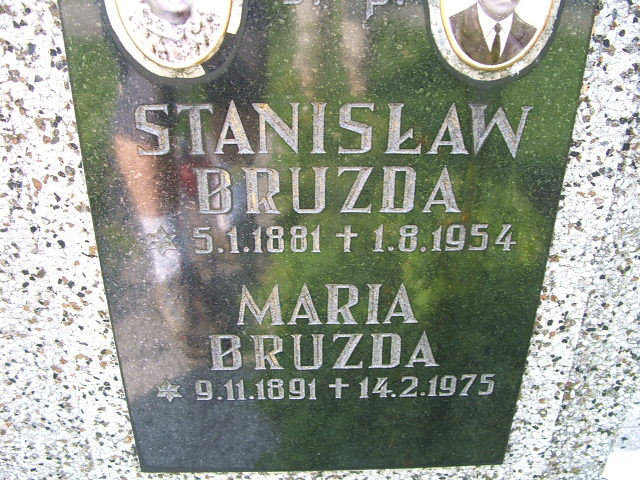 Ś. P.
STANISŁAW
BRUZDA
* 5.1.1881 + 1.8.1954
MARIA
BRUZDA
* 9.11.1891 + 14.2.1975